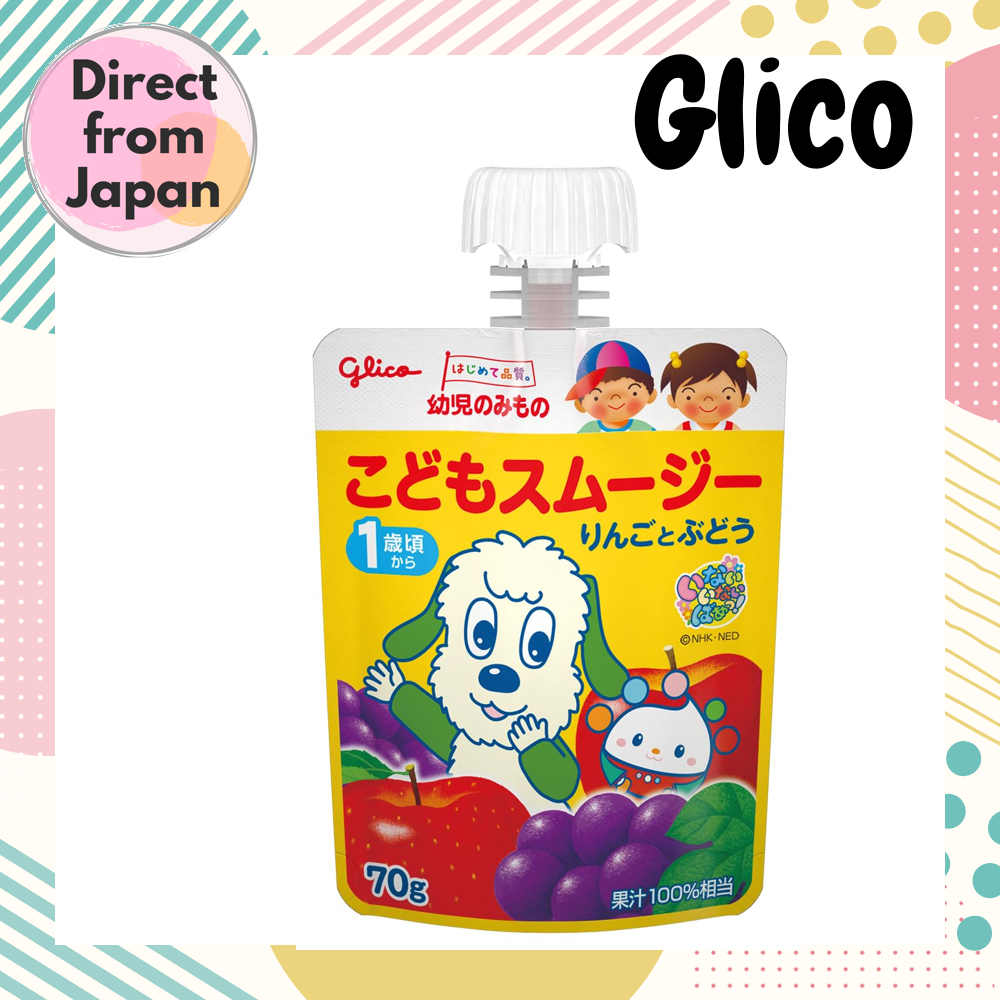 Direct
from
Japan
Glico
Glico
はじめて品質。
幼児のみもの
こどもスムージー
1歳頃
から
りんごとぶどう
いないいないばあっ!
©NHK・NED
70g
果汁100%相当